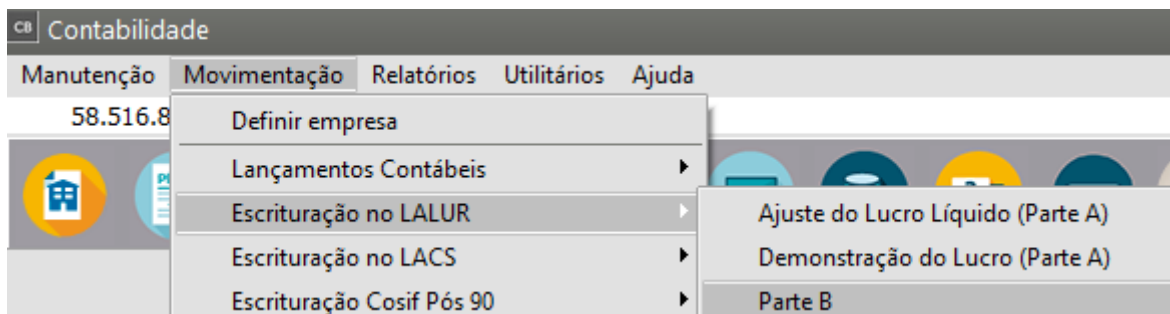 CB Contabilidade
Manutenção Movimentação Relatórios Utilitários Ajuda
58.516.8
Definir empresa
Lançamentos Contábeis
Escrituração no LALUR
Ajuste do Lucro Líquido (Parte A)
Escrituração no LACS
Demonstração do Lucro (Parte A)
Escrituração Cosif Pós 90
Parte B